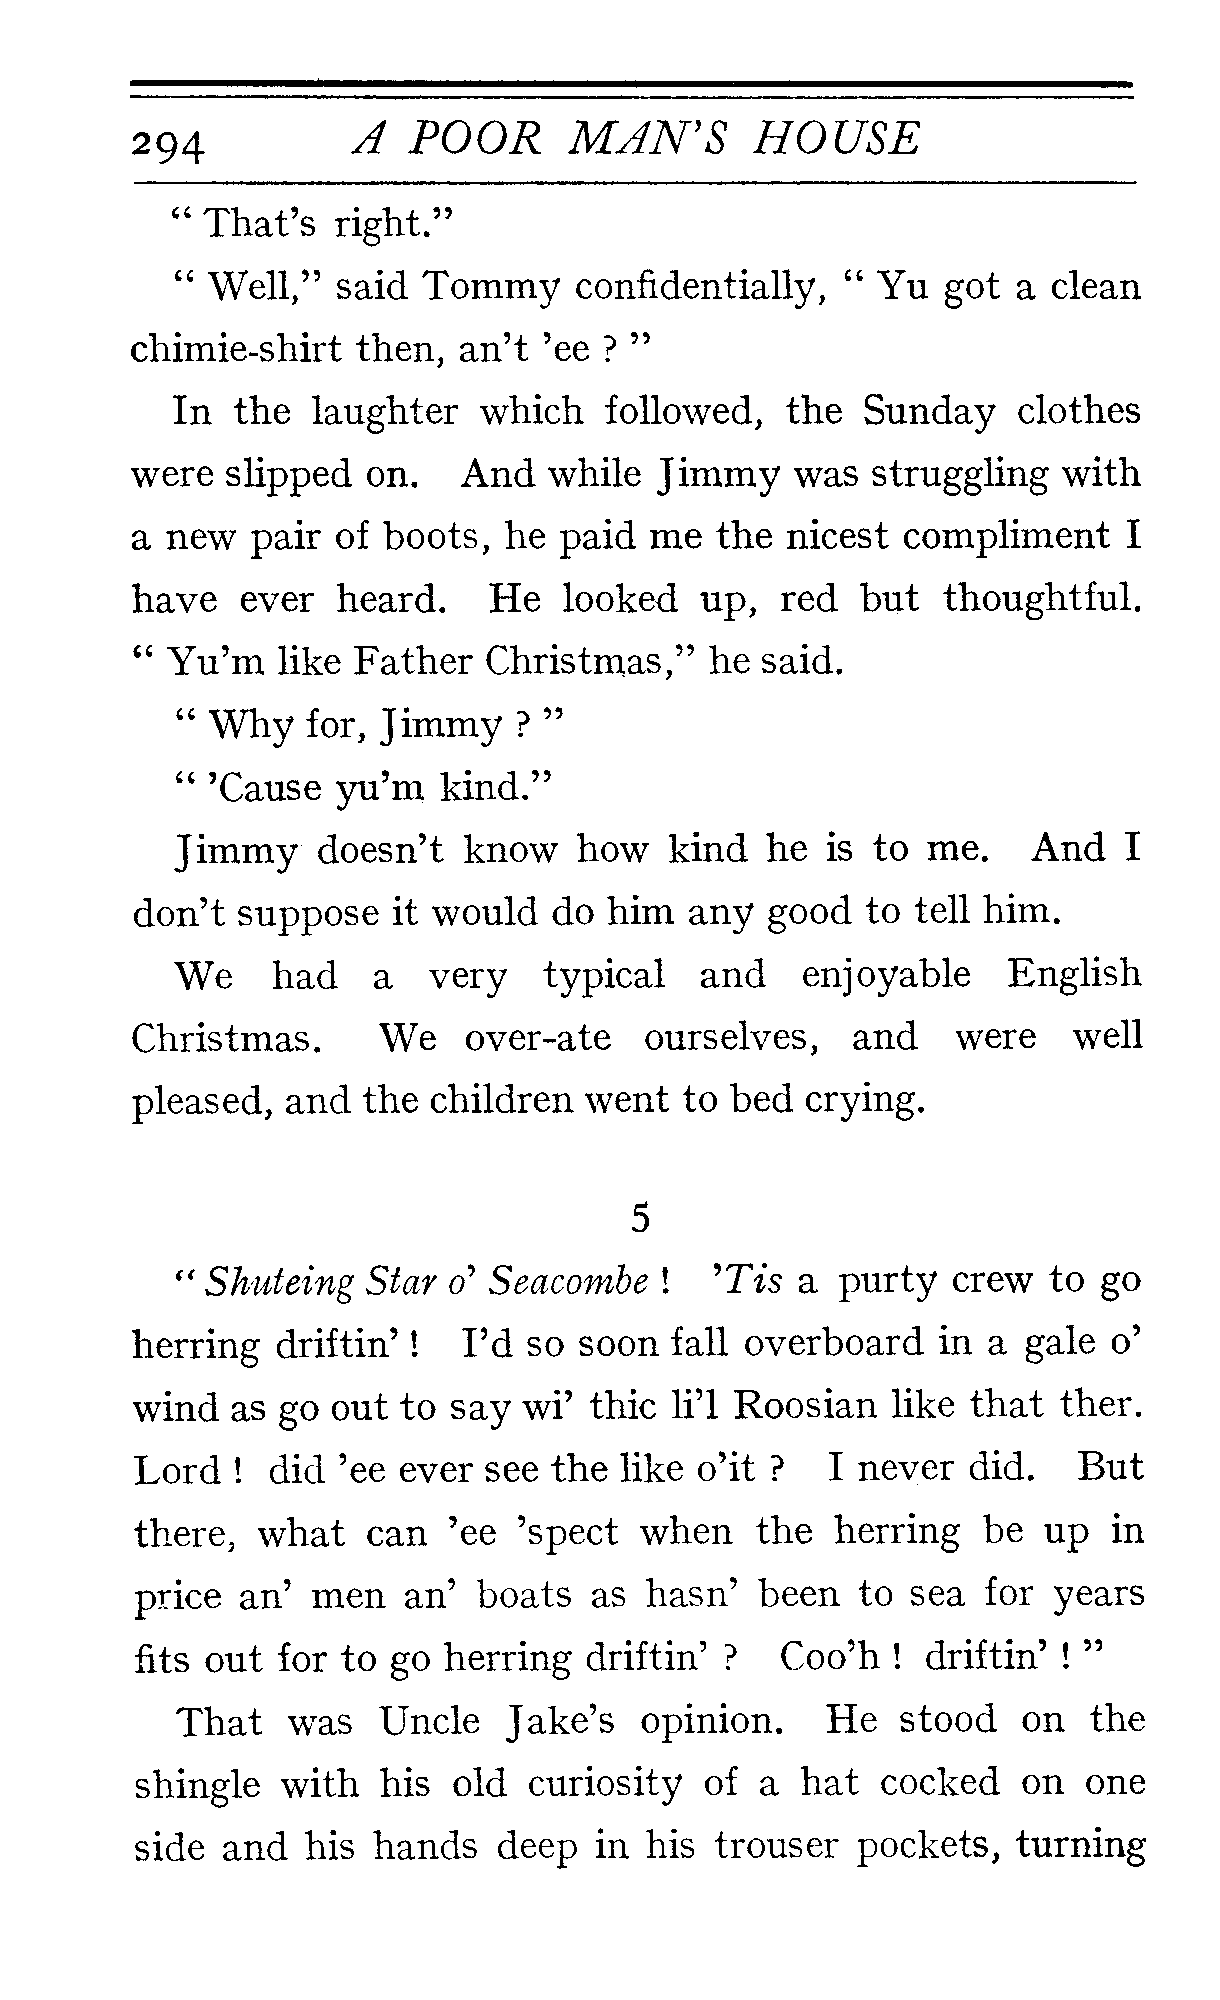 294 A POOR MAN'S HOUSE
“ That's right.”
“ Well,” said Tommy confidentially, “ Yu got a clean
chimie-shirt then, an't 'ee ? ”
In the laughter which followed, the Sunday clothes
were slipped on. And while Jimmy was struggling with
a new pair of boots, he paid me the nicest compliment I
have ever heard. He looked up, red but thoughtful.
“ Yu'm like Father Christmas,” he said.
“ Why for, Jimmy ? ”
“ 'Cause yu'm kind.”
Jimmy doesn't know how kind he is to me. And I
don't suppose it would do him any good to tell him.
We had a very typical and enjoyable English
Christmas. We over-ate ourselves, and were well
pleased, and the children went to bed crying.
5
“ Shuteing Star o' Seacombe ! 'Tis a purty crew to go
herring driftin' ! I'd so soon fall overboard in a gale o'
wind as go out to say wi' thic li'l Roosian like that ther.
Lord ! did 'ee ever see the like o'it ? I never did. But
there, what can 'ee 'spect when the herring be up in
price an' men an' boats as hasn' been to sea for years
fits out for to go herring driftin' ? Coo'h ! driftin' ! ”
That was Uncle Jake's opinion. He stood on the
shingle with his old curiosity of a hat cocked on one
side and his hands deep in his trouser pockets, turning